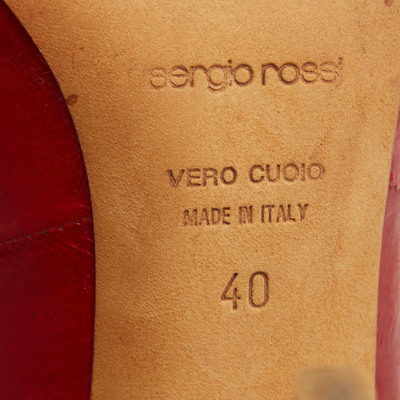 sergio rossi
VERO CUOIO
MADE IN ITALY
40